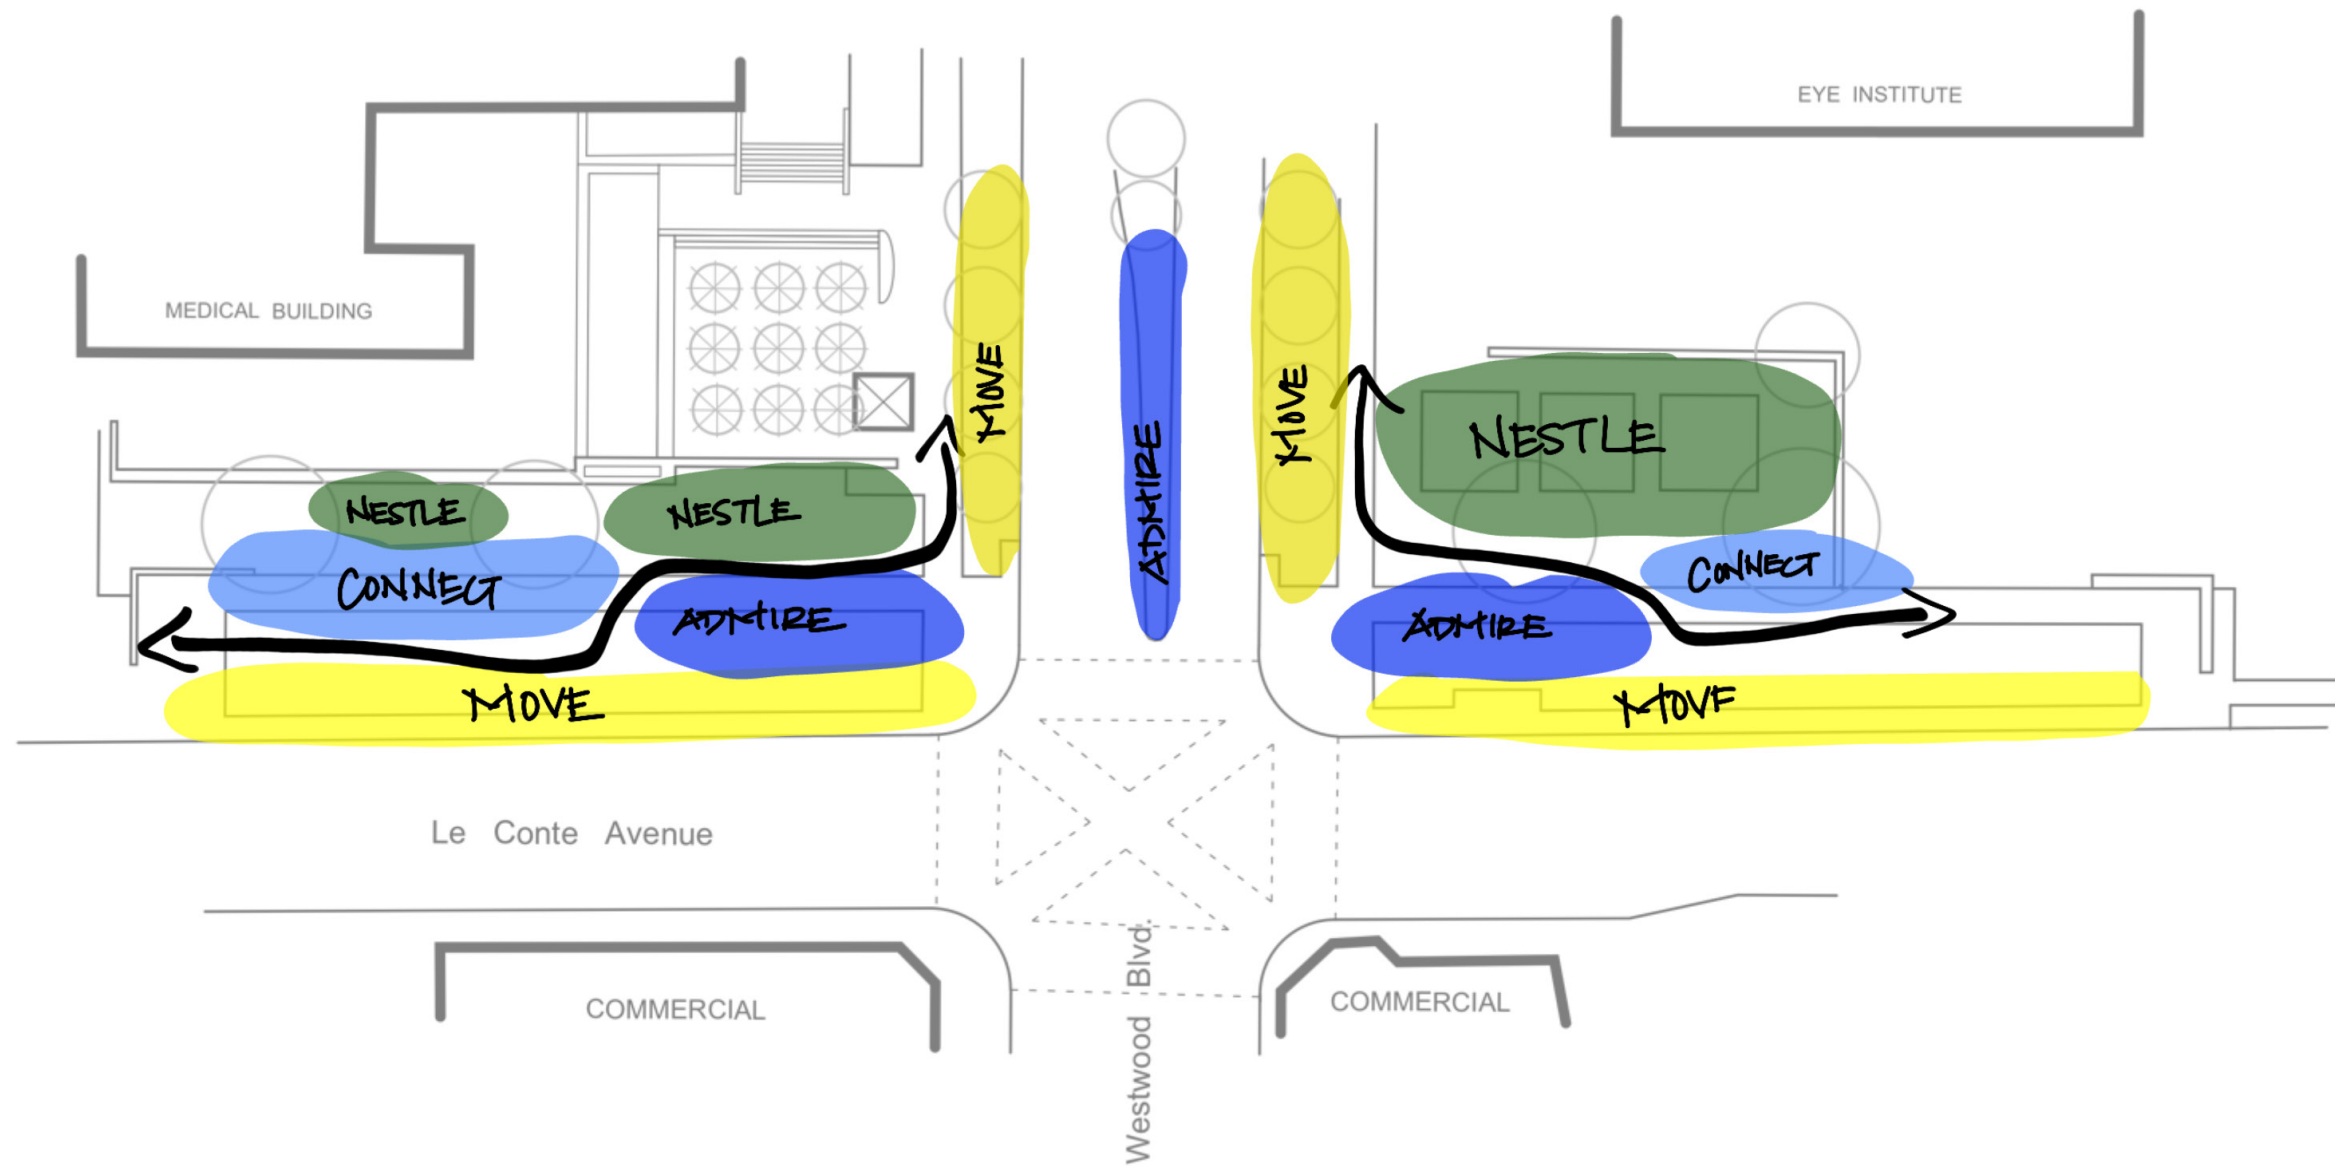 EYE INSTITUTE
MEDICAL BUILDING
MOVE
MOVE
ADMIRE
NESTLE
NESTLE
NESTLE
CONNECT
CONNECT
ADMIRE
ADMIRE
MOVE
MOVE
Le Conte Avenue
Westwood Blvd.
COMMERCIAL
COMMERCIAL